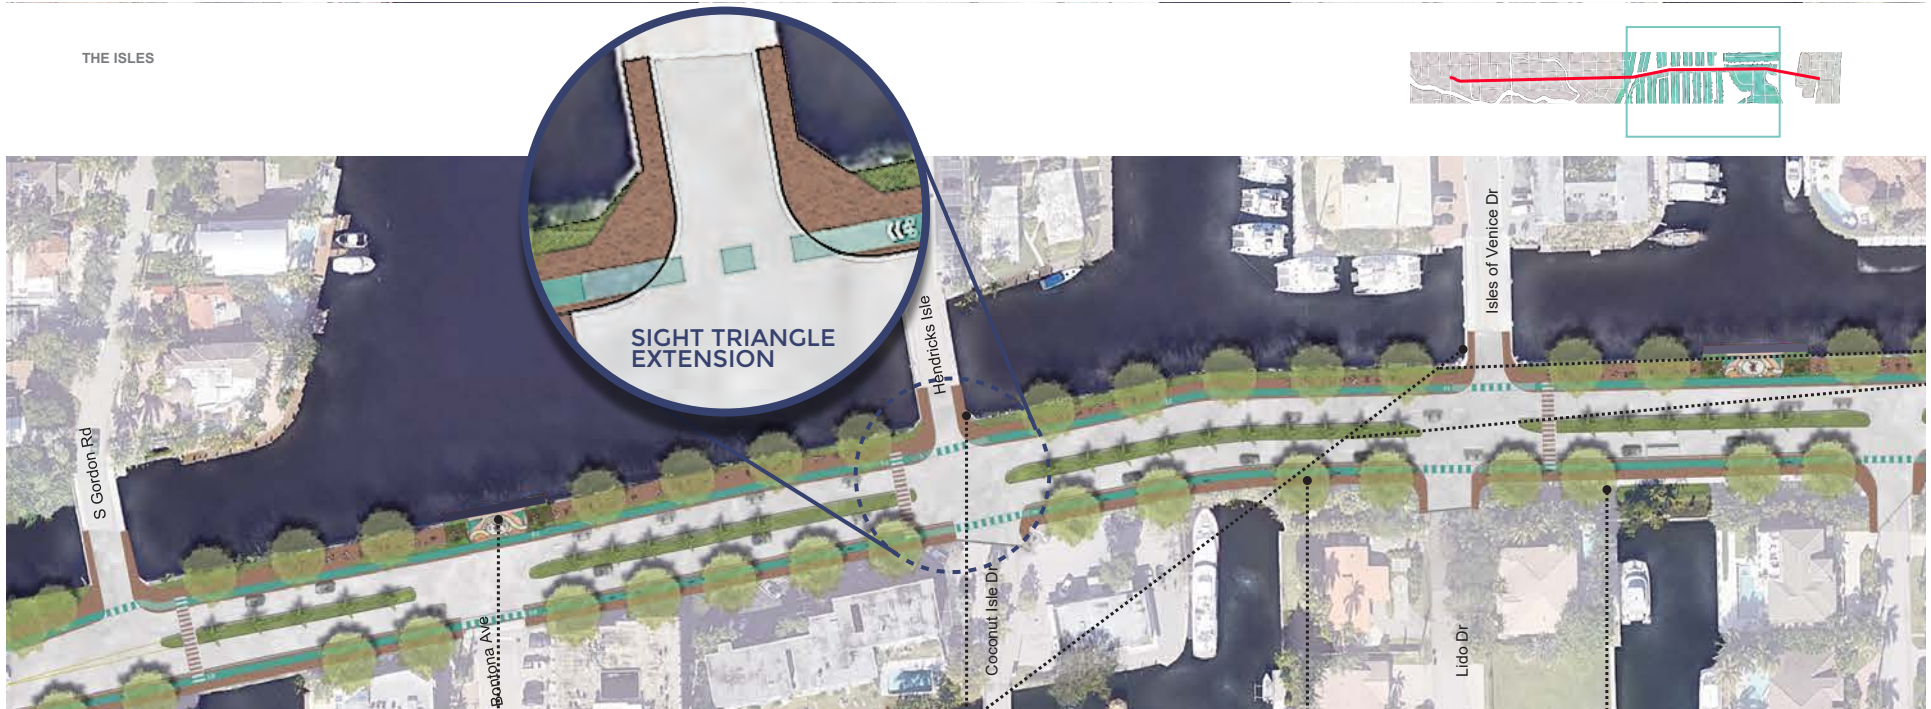 THE ISLES
SIGHT TRIANGLE
EXTENSION
S Gordon Rd
Bontona Ave
Hendricks Isle
Coconut Isle Dr
Isles of Venice Dr
Lido Dr